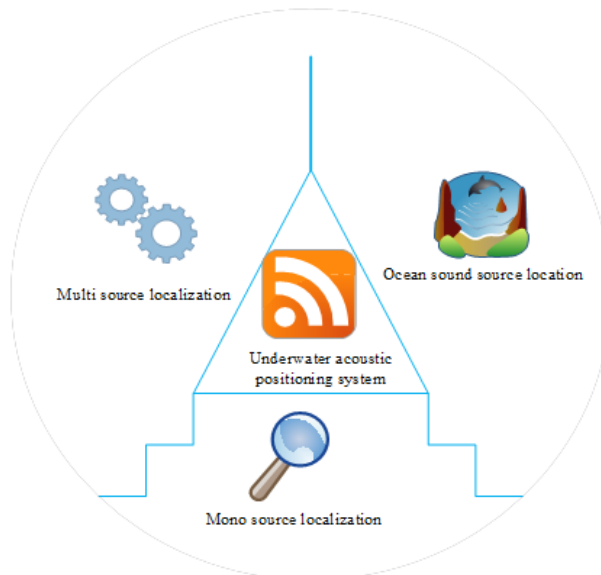 Multi source localization
Ocean sound source location
Underwater acoustic
positioning system
Mono source localization